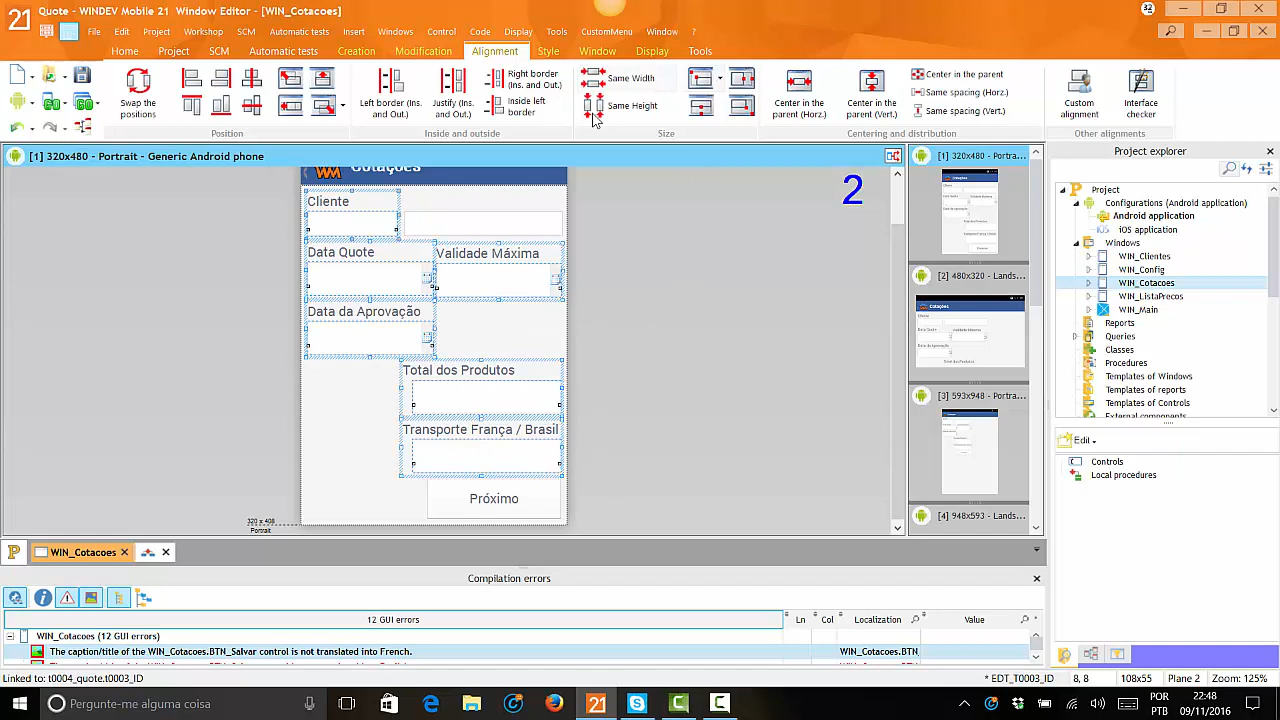 Quote - WINDEV Mobile 21  Window Editor - [WIN_Cotacoes]
32
21
File Edit Project Workshop SCM Automatic tests Insert Windows Control Code Display Tools CustomMenu Window ?
Home Project SCM Automatic tests Creation Modification Alignment Style Window Display Tools
Swap the positions
Position
Left border (Ins. and Out.)
Justify (Ins. and Out.)
Right border (Ins. and Out.)
Inside left border
Inside and outside
Same Width
Same Height
Size
Center in the parent (Horz.)
Center in the parent (Vert.)
Center in the parent
Same spacing (Horz.)
Same spacing (Vert.)
Centering and distribution
Custom alignment
Interface checker
Other alignments
[1] 320x480 - Portrait - Generic Android phone
2
Cotações
Cliente
Data Quote
Validade Máxima
Data da Aprovação
Total dos Produtos
Transporte França / Brasil
Próximo
320 x 408
Portrait
[1] 320x480 - Portra...
[2] 480x320 - Lands...
[3] 593x948 - Portra...
[4] 948x593 - Lands...
Project explorer
Project
Configurations (Android application)
Android application
iOS application
Windows
WIN_Clientes
WIN_Config
WIN_Cotacoes
WIN_ListaPrecos
WIN_Main
Reports
Queries
Classes
Procedures
Templates of Windows
Templates of reports
Templates of Controls
External components
Edit
Controls
Local procedures
WIN_Cotacoes
Compilation errors
12 GUI errors Ln Col Localization Value
WIN_Cotacoes (12 GUI errors)
The caption/title of the WIN_Cotacoes.BTN_Salvar control is not translated into French. WIN_Cotacoes.BTN_
Linked to: t0004_quote.t0003_ID
* EDT_T0003_ID 8, 8 108x55 Plane 2 Zoom: 125%
Pergunte-me alguma coisa
POR
PTB
22:48
09/11/2016